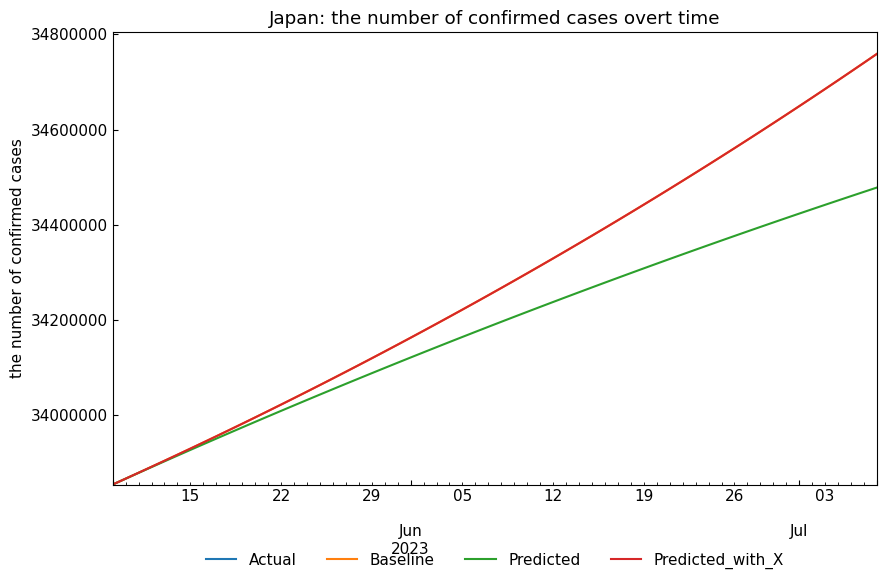 Japan: the number of confirmed cases overt time
the number of confirmed cases
34800000
34600000
34400000
34200000
34000000
15 22 29 05 12 19 26 03
Jun Jul
2023
Actual Baseline Predicted Predicted_with_X